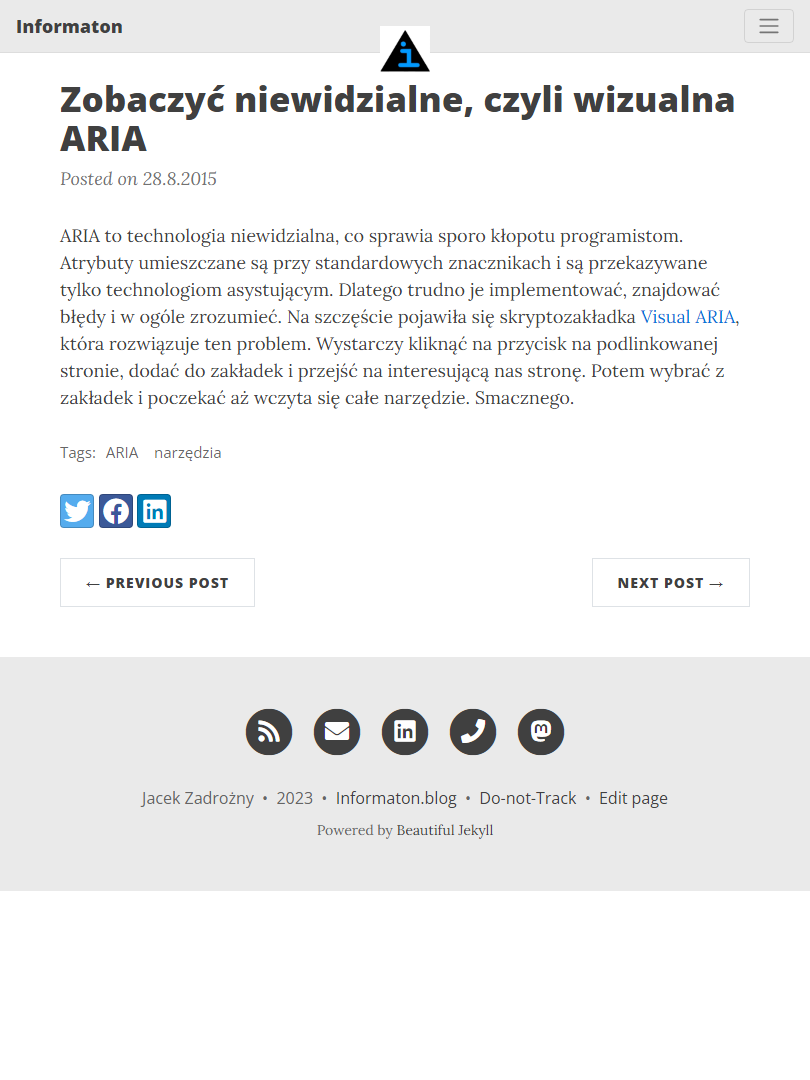 Informaton
Zobaczyć niewidzialne, czyli wizualna
ARIA
Posted on 28.8.2015
ARIA to technologia niewidzialna, co sprawia sporo kłopotu programistom.
Atrybuty umieszczane są przy standardowych znacznikach i są przekazywane
tylko technologiom asystującym. Dlatego trudno je implementować, znajdować
błędy i w ogóle zrozumieć. Na szczęście pojawiła się skryptozakładka Visual ARIA,
która rozwiązuje ten problem. Wystarczy kliknąć na przycisk na podlinkowanej
stronie, dodać do zakładek i przejść na interesującą nas stronę. Potem wybrać z
zakładek i poczekać aż wczyta się całe narzędzie. Smacznego.
Tags: ARIA narzędzia
← PREVIOUS POST
NEXT POST →
Jacek Zadrożny • 2023 • Informaton.blog • Do-not-Track • Edit page
Powered by Beautiful Jekyll